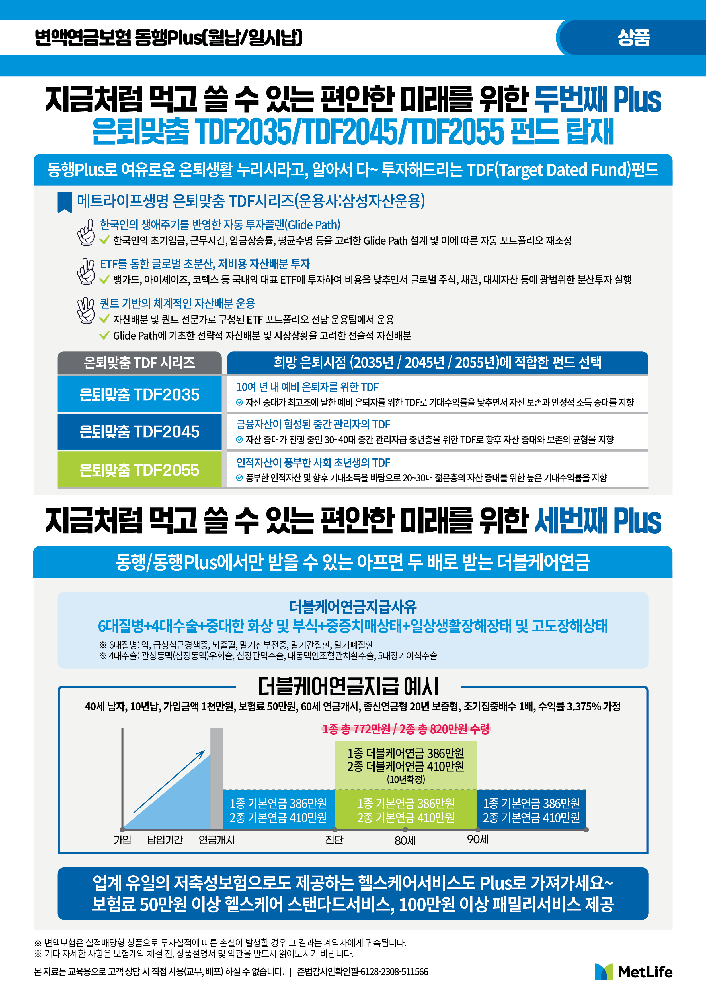 변액연금보험 동행Plus(월납/일시납)
상품
지금처럼 먹고 쓸 수 있는 편안한 미래를 위한 두번째 Plus
은퇴맞춤 TDF2035/TDF2045/TDF2055 펀드 탑재
동행Plus로 여유로운 은퇴생활 누리시라고, 알아서 다~ 투자해드리는 TDF(Target Dated Fund)펀드
메트라이프생명 은퇴맞춤 TDF시리즈(운용사:삼성자산운용)
한국인의 생애주기를 반영한 자동 투자플랜(Glide Path)
한국인의 초기임금, 근무시간, 임금상승률, 평균수명 등을 고려한 Glide Path 설계 및 이에 따른 자동 포트폴리오 재조정
ETF를 통한 글로벌 초분산, 저비용 자산배분 투자
뱅가드, 아이셰어즈, 코텍스 등 국내외 대표 ETF에 투자하여 비용을 낮추면서 글로벌 주식, 채권, 대체자산 등에 광범위한 분산투자 실행
퀀트 기반의 체계적인 자산배분 운용
자산배분 및 퀀트 전문가로 구성된 ETF 포트폴리오 전담 운용팀에서 운용
Glide Path에 기초한 전략적 자산배분 및 시장상황을 고려한 전술적 자산배분
은퇴맞춤 TDF 시리즈
희망 은퇴시점 (2035년 / 2045년 / 2055년)에 적합한 펀드 선택
은퇴맞춤 TDF2035
10여 년 내 예비 은퇴자를 위한 TDF
자산 증대가 최고조에 달한 예비 은퇴자를 위한 TDF로 기대수익률을 낮추면서 자산 보존과 안정적 소득 증대를 지향
은퇴맞춤 TDF2045
금융자산이 형성된 중간 관리자의 TDF
자산 증대가 진행 중인 30~40대 중간 관리자급 중년층을 위한 TDF로 향후 자산 증대와 보존의 균형을 지향
은퇴맞춤 TDF2055
인적자산이 풍부한 사회 초년생의 TDF
풍부한 인적자산 및 향후 기대소득을 바탕으로 20~30대 젊은층의 자산 증대를 위한 높은 기대수익률을 지향
지금처럼 먹고 쓸 수 있는 편안한 미래를 위한 세번째 Plus
동행/동행Plus에서만 받을 수 있는 아프면 두 배로 받는 더블케어연금
더블케어연금지급사유
6대질병+4대수술+중대한 화상 및 부식+중증치매상태+일상생활장해장태 및 고도장해상태
※ 6대질병: 암, 급성심근경색증, 뇌출혈, 말기신부전증, 말기간질환, 말기폐질환
※ 4대수술: 관상동맥(심장동맥)우회술, 심장판막수술, 대동맥인조혈관치환수술, 5대장기이식수술
더블케어연금지급 예시
40세 남자, 10년납, 가입금액 1천만원, 보험료 50만원, 60세 연금개시, 종신연금형 20년 보증형, 조기집중배수 1배, 수익률 3.375% 가정
1종 총 772만원 / 2종 총 820만원 수령
1종 더블케어연금 386만원
2종 더블케어연금 410만원
(10년확정)
1종 기본연금 386만원
2종 기본연금 410만원
1종 기본연금 386만원
2종 기본연금 410만원
1종 기본연금 386만원
2종 기본연금 410만원
가입 납입기간 연금개시 진단 80세 90세
업계 유일의 저축성보험으로도 제공하는 헬스케어서비스도 Plus로 가져가세요~
보험료 50만원 이상 헬스케어 스탠다드서비스, 100만원 이상 패밀리서비스 제공
※ 변액보험은 실적배당형 상품으로 투자실적에 따른 손실이 발생할 경우 그 결과는 계약자에게 귀속됩니다.
※ 기타 자세한 사항은 보험계약 체결 전, 상품설명서 및 약관을 반드시 읽어보시기 바랍니다.
본 자료는 교육용으로 고객 상담 시 직접 사용(교부, 배포) 하실 수 없습니다. | 준법감시인확인필-6128-2308-511566
MetLife